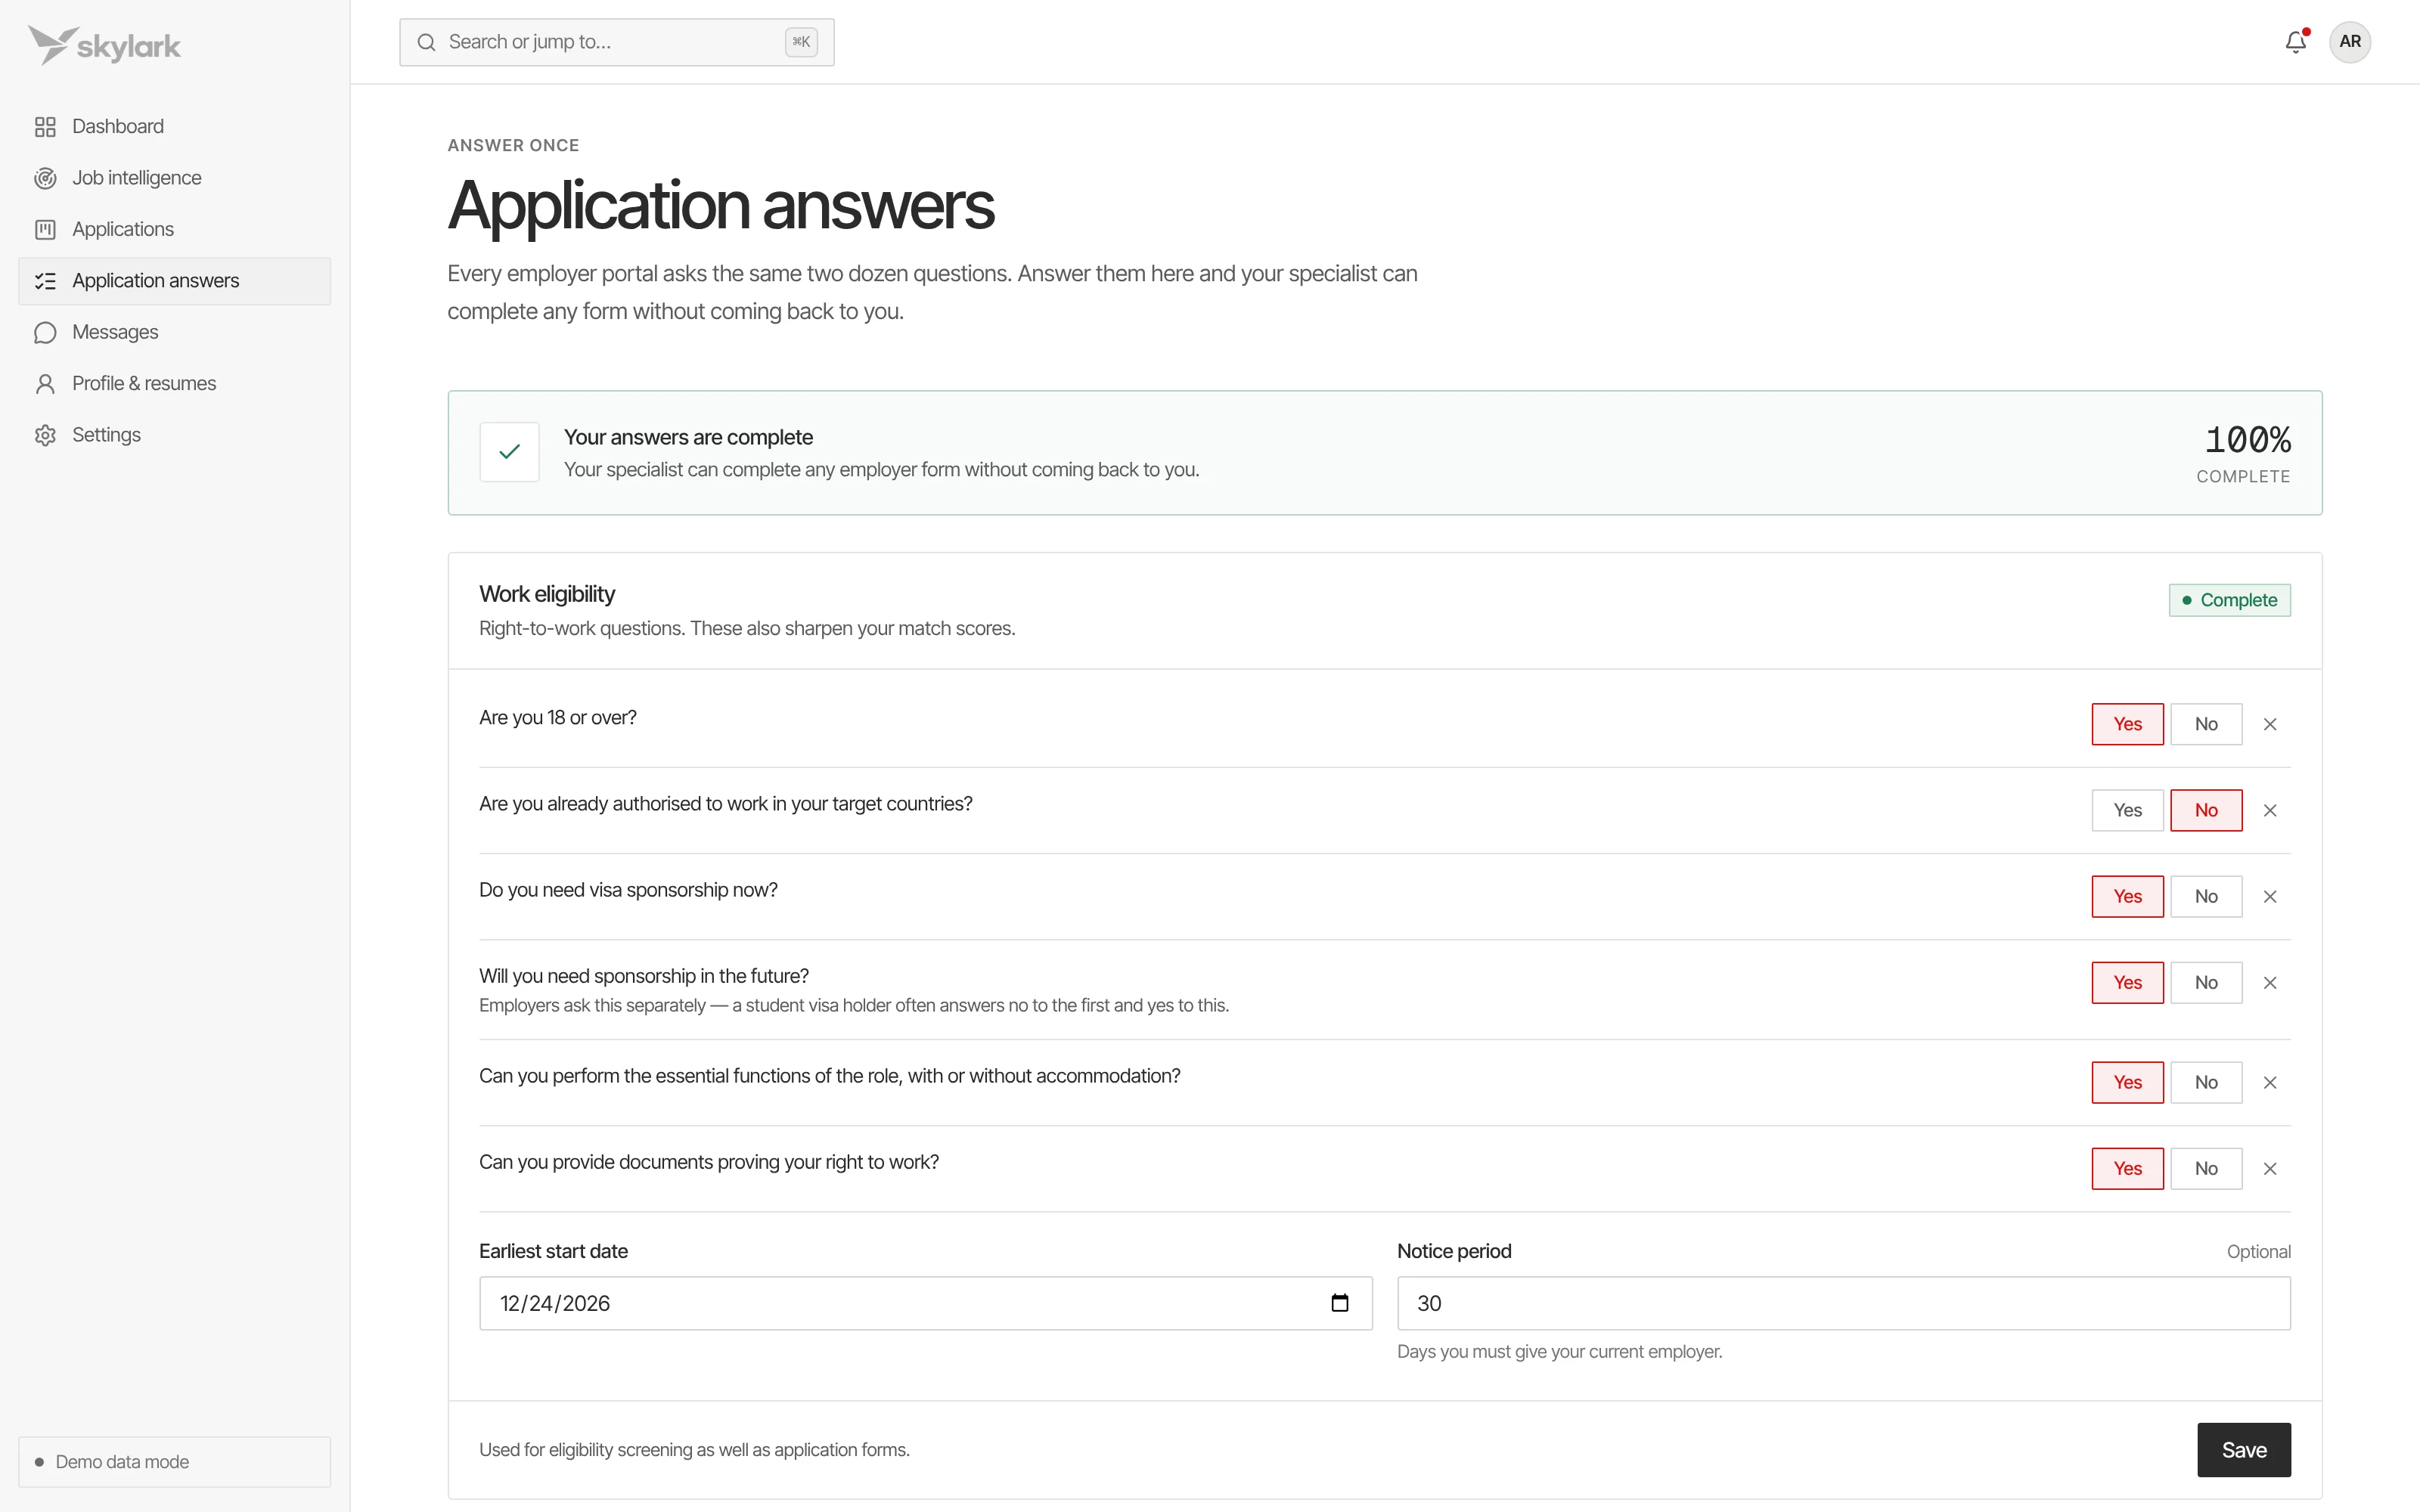 skylark
Search or jump to...
⌘K
AR
Dashboard
Job intelligence
Applications
Application answers
Messages
Profile & resumes
Settings
Demo data mode
ANSWER ONCE
Application answers
Every employer portal asks the same two dozen questions. Answer them here and your specialist can
complete any form without coming back to you.
Your answers are complete
Your specialist can complete any employer form without coming back to you.
100%
COMPLETE
Work eligibility
Right-to-work questions. These also sharpen your match scores.
Complete
Are you 18 or over?
Yes No
Are you already authorised to work in your target countries?
Yes No
Do you need visa sponsorship now?
Yes No
Will you need sponsorship in the future?
Employers ask this separately — a student visa holder often answers no to the first and yes to this.
Yes No
Can you perform the essential functions of the role, with or without accommodation?
Yes No
Can you provide documents proving your right to work?
Yes No
Earliest start date
12/24/2026
Notice period
Optional
30
Days you must give your current employer.
Used for eligibility screening as well as application forms.
Save